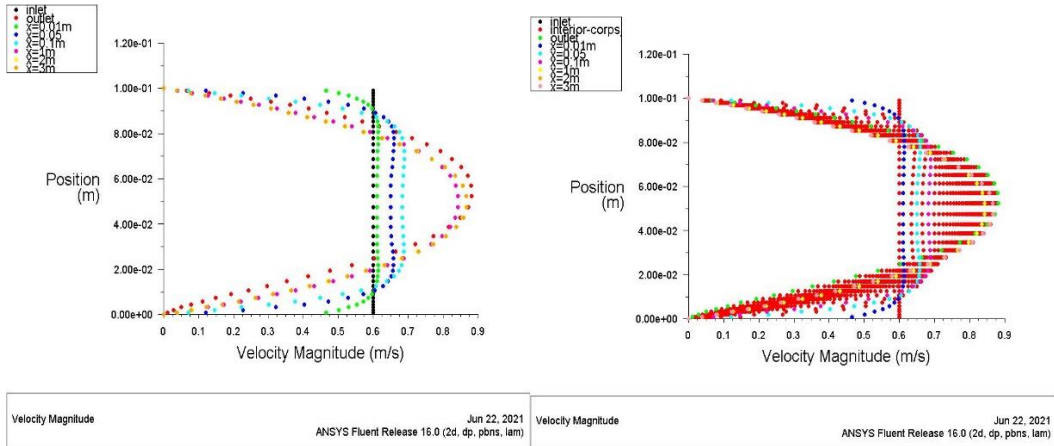 inlet
outlet
x=0.01m
x=0.05
x=0.1m
x=1m
x=2m
x=3m
1.20e-01
1.00e-01
8.00e-02
6.00e-02
4.00e-02
2.00e-02
0.00e+00
Position
(m)
0 0.1 0.2 0.3 0.4 0.5 0.6 0.7 0.8 0.9
Velocity Magnitude (m/s)
Velocity Magnitude
Jun 22, 2021
ANSYS Fluent Release 16.0 (2d, dp, pbns, lam)
inlet
interior-corps
outlet
x=0.01m
x=0.05
x=0.1m
x=1m
x=2m
x=3m
1.20e-01
1.00e-01
8.00e-02
6.00e-02
4.00e-02
2.00e-02
0.00e+00
Position
(m)
0 0.1 0.2 0.3 0.4 0.5 0.6 0.7 0.8 0.9
Velocity Magnitude (m/s)
Velocity Magnitude
Jun 22, 2021
ANSYS Fluent Release 16.0 (2d, dp, pbns, lam)